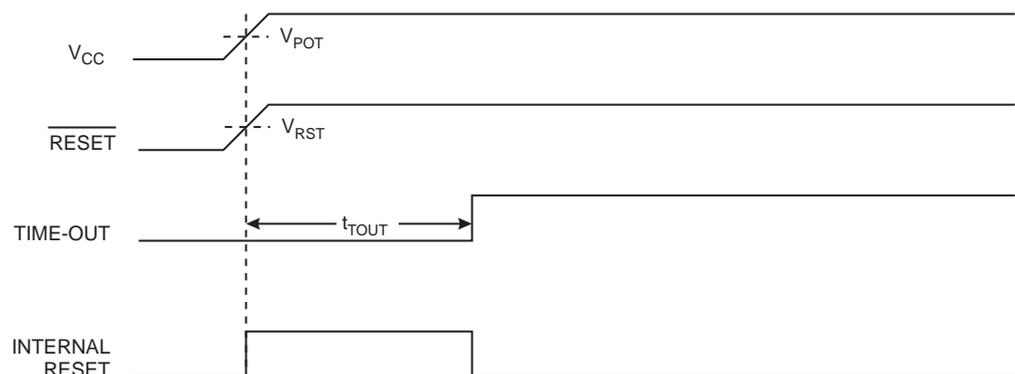 VCC
VPOT
RESET
VRST
TIME-OUT
tTOUT
INTERNAL
RESET